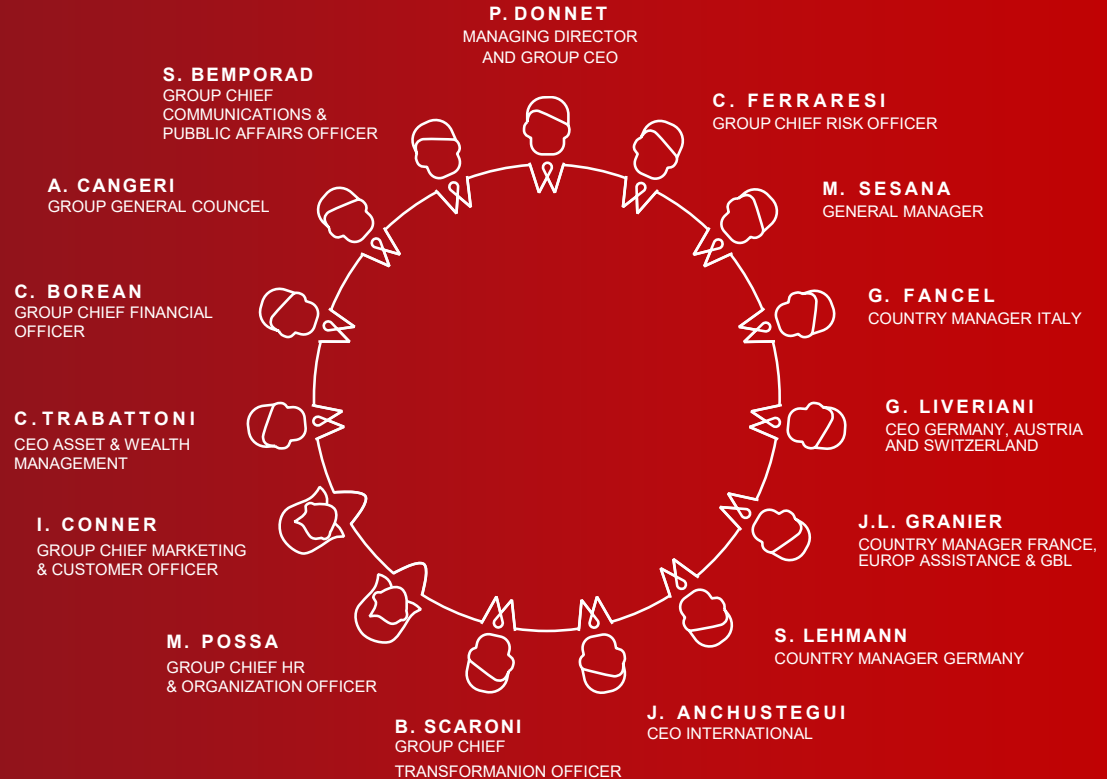 P. DONNET
MANAGING DIRECTOR
AND GROUP CEO
S. BEMPORAD
GROUP CHIEF
COMMUNICATIONS &
PUBBLIC AFFAIRS OFFICER
C. FERRARESI
GROUP CHIEF RISK OFFICER
A. CANGERI
GROUP GENERAL COUNCEL
M. SESANA
GENERAL MANAGER
C. BOREAN
GROUP CHIEF FINANCIAL
OFFICER
G. FANCEL
COUNTRY MANAGER ITALY
C. TRABATTONI
CEO ASSET & WEALTH
MANAGEMENT
G. LIVERIANI
CEO GERMANY, AUSTRIA
AND SWITZERLAND
I. CONNER
GROUP CHIEF MARKETING
& CUSTOMER OFFICER
J.L. GRANIER
COUNTRY MANAGER FRANCE,
EUROP ASSISTANCE & GBL
M. POSSA
GROUP CHIEF HR
& ORGANIZATION OFFICER
S. LEHMANN
COUNTRY MANAGER GERMANY
B. SCARONI
GROUP CHIEF
TRANSFORMANION OFFICER
J. ANCHUSTEGUI
CEO INTERNATIONAL